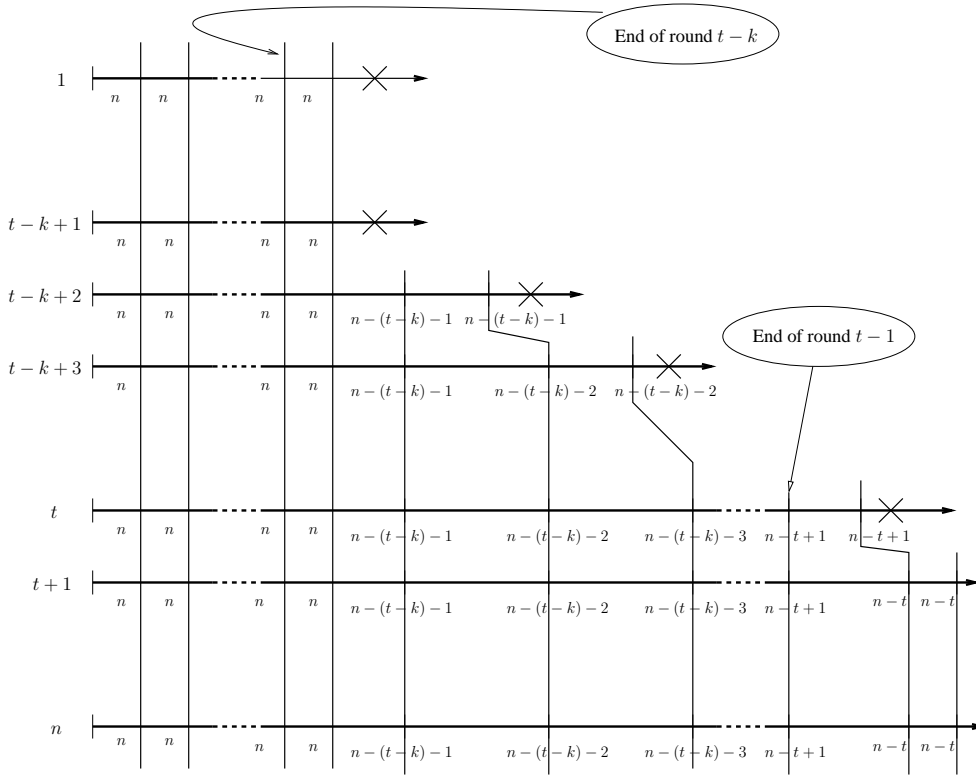 End of round t − k
1
n n n n
t − k + 1
n n n n
t − k + 2
n n n n n − (t − k) − 1 n − (t − k) − 1
End of round t − 1
t − k + 3
n n n n − (t − k) − 1 n − (t − k) − 2 n − (t − k) − 2
t
n n n n n − (t − k) − 1 n − (t − k) − 2 n − (t − k) − 3 n − t + 1 n − t + 1
t + 1
n n n n n − (t − k) − 1 n − (t − k) − 2 n − (t − k) − 3 n − t + 1 n − t n − t
n
n n n n n − (t − k) − 1 n − (t − k) − 2 n − (t − k) − 3 n − t + 1 n − t n − t